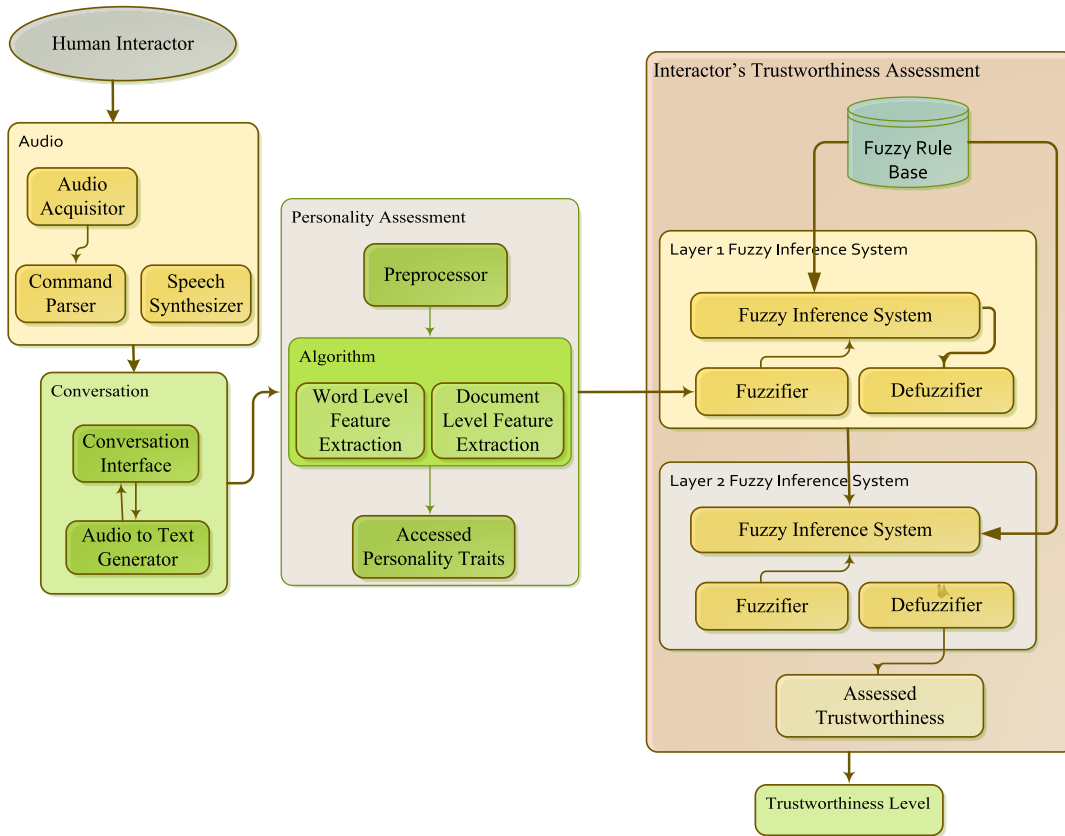 Human Interactor
Audio
Audio
Acquisitor
Command
Parser
Speech
Synthesizer
Conversation
Conversation
Interface
Audio to Text
Generator
Personality Assessment
Preprocessor
Algorithm
Word Level
Feature
Extraction
Document
Level Feature
Extraction
Accessed
Personality Traits
Interactor's Trustworthiness Assessment
Fuzzy Rule
Base
Layer 1 Fuzzy Inference System
Fuzzy Inference System
Fuzzifier
Defuzzifier
Layer 2 Fuzzy Inference System
Fuzzy Inference System
Fuzzifier
Defuzzifier
Assessed
Trustworthiness
Trustworthiness Level